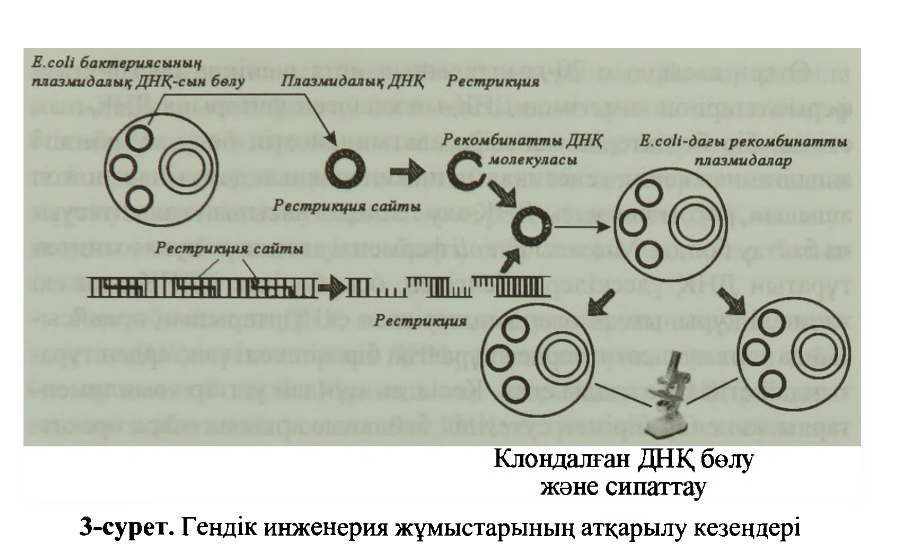 E.coli бактериясының
плазмидалық ДНҚ-сын бөлу
Плазмидалық ДНҚ
Рестрикция
Рекомбинатты ДНҚ
молекуласы
E.coli-дағы рекомбинатты
плазмидалар
Рестрикция сайты
Рестрикция сайты
Рестрикция
Клондалған ДНҚ бөлу
және сипаттау
3-сурет. Гендік инженерия жұмыстарының атқарылу кезеңдері